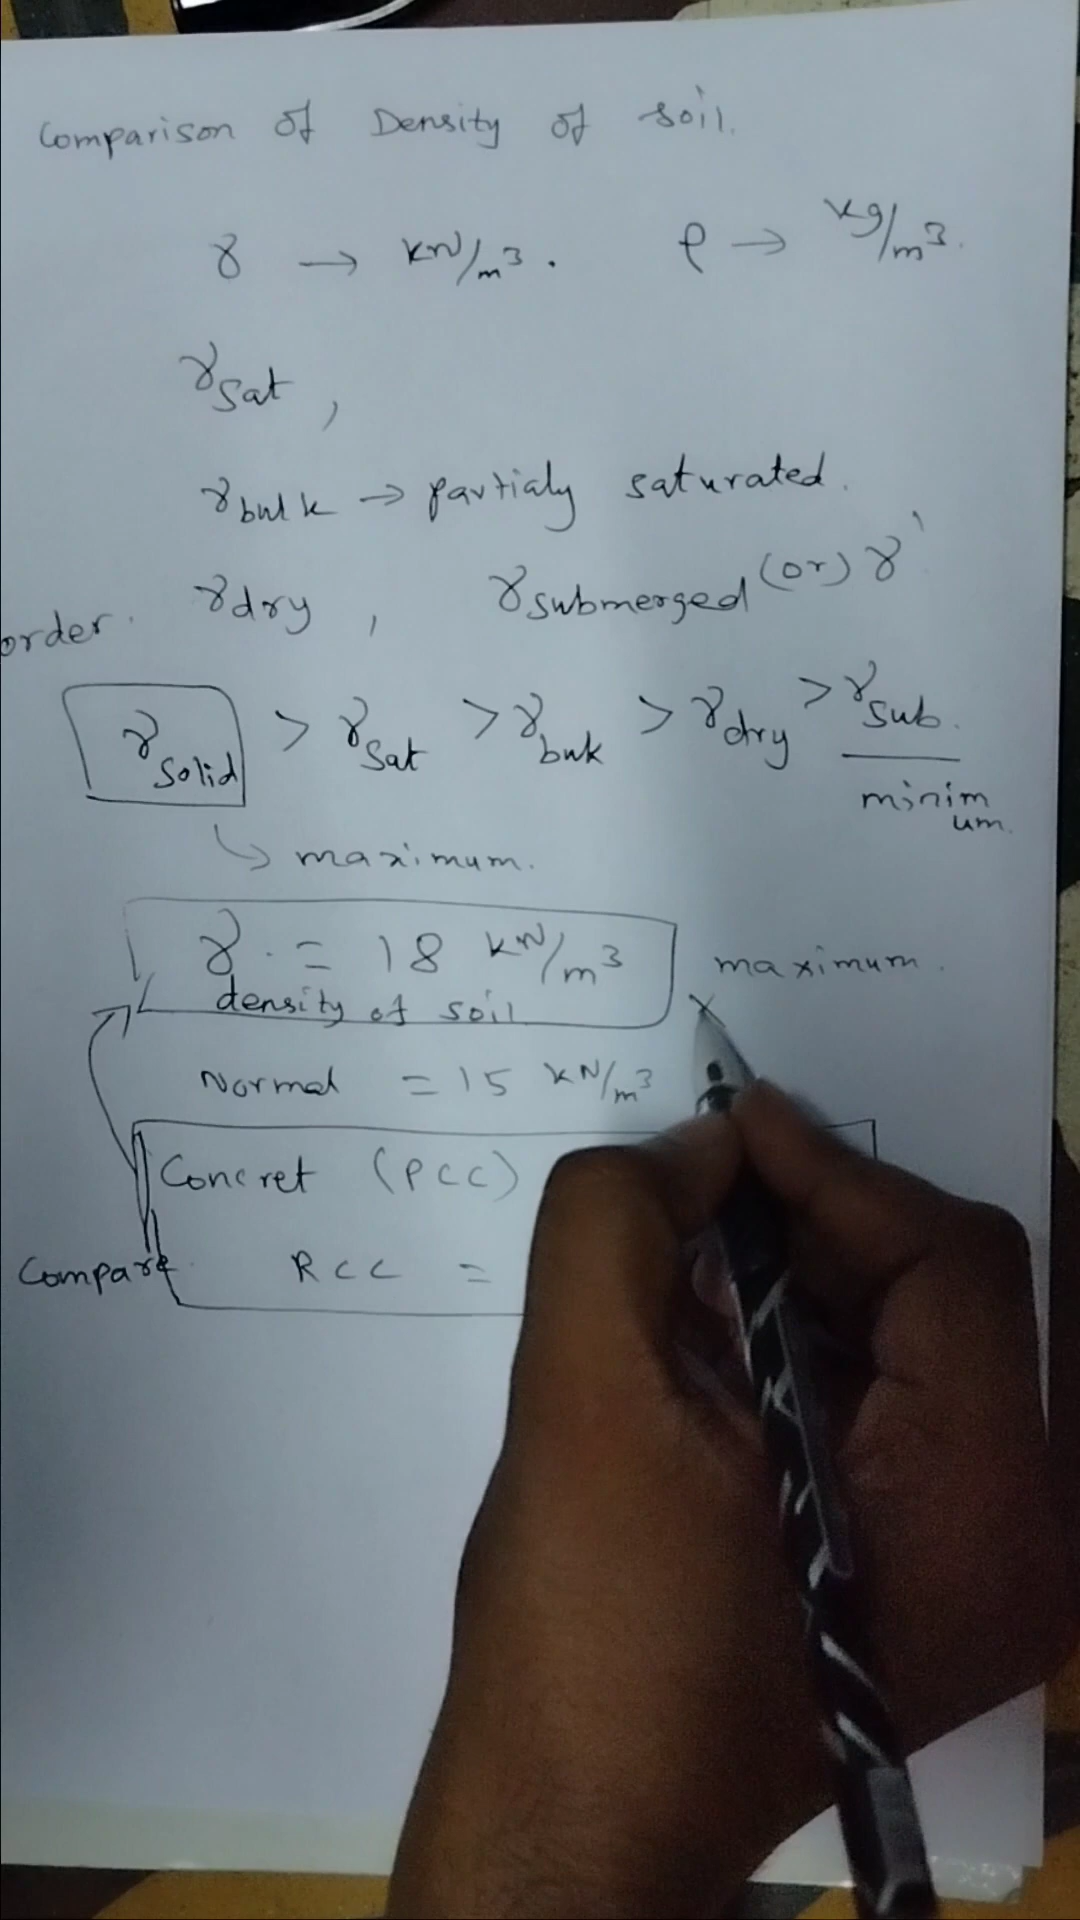 Comparison of Density of soil.
γ → kN/m³. ρ → kg/m³.
γsat ,
γbulk → partialy saturated.
γdry , γsubmerged (or) γ'
order.
γsolid > γsat > γbulk > γdry > γsub.
minimum.
↳ maximum.
γ = 18 kN/m³ maximum.
density of soil
Normal = 15 kN/m³
Concret (PCC)
Compare RCC =